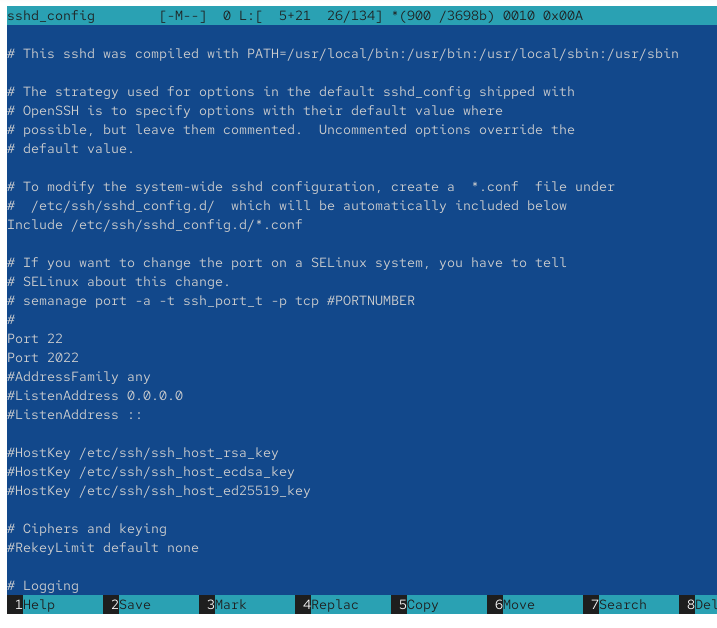 sshd_config        [-M--]  0 L:[  5+21  26/134] *(900 /3698b) 0010 0x00A
# This sshd was compiled with PATH=/usr/local/bin:/usr/bin:/usr/local/sbin:/usr/sbin
# The strategy used for options in the default sshd_config shipped with
# OpenSSH is to specify options with their default value where
# possible, but leave them commented.  Uncommented options override the
# default value.
# To modify the system-wide sshd configuration, create a  *.conf  file under
#  /etc/ssh/sshd_config.d/  which will be automatically included below
Include /etc/ssh/sshd_config.d/*.conf
# If you want to change the port on a SELinux system, you have to tell
# SELinux about this change.
# semanage port -a -t ssh_port_t -p tcp #PORTNUMBER
#
Port 22
Port 2022
#AddressFamily any
#ListenAddress 0.0.0.0
#ListenAddress ::
#HostKey /etc/ssh/ssh_host_rsa_key
#HostKey /etc/ssh/ssh_host_ecdsa_key
#HostKey /etc/ssh/ssh_host_ed25519_key
# Ciphers and keying
#RekeyLimit default none
# Logging
1Help 2Save 3Mark 4Replac 5Copy 6Move 7Search 8Del